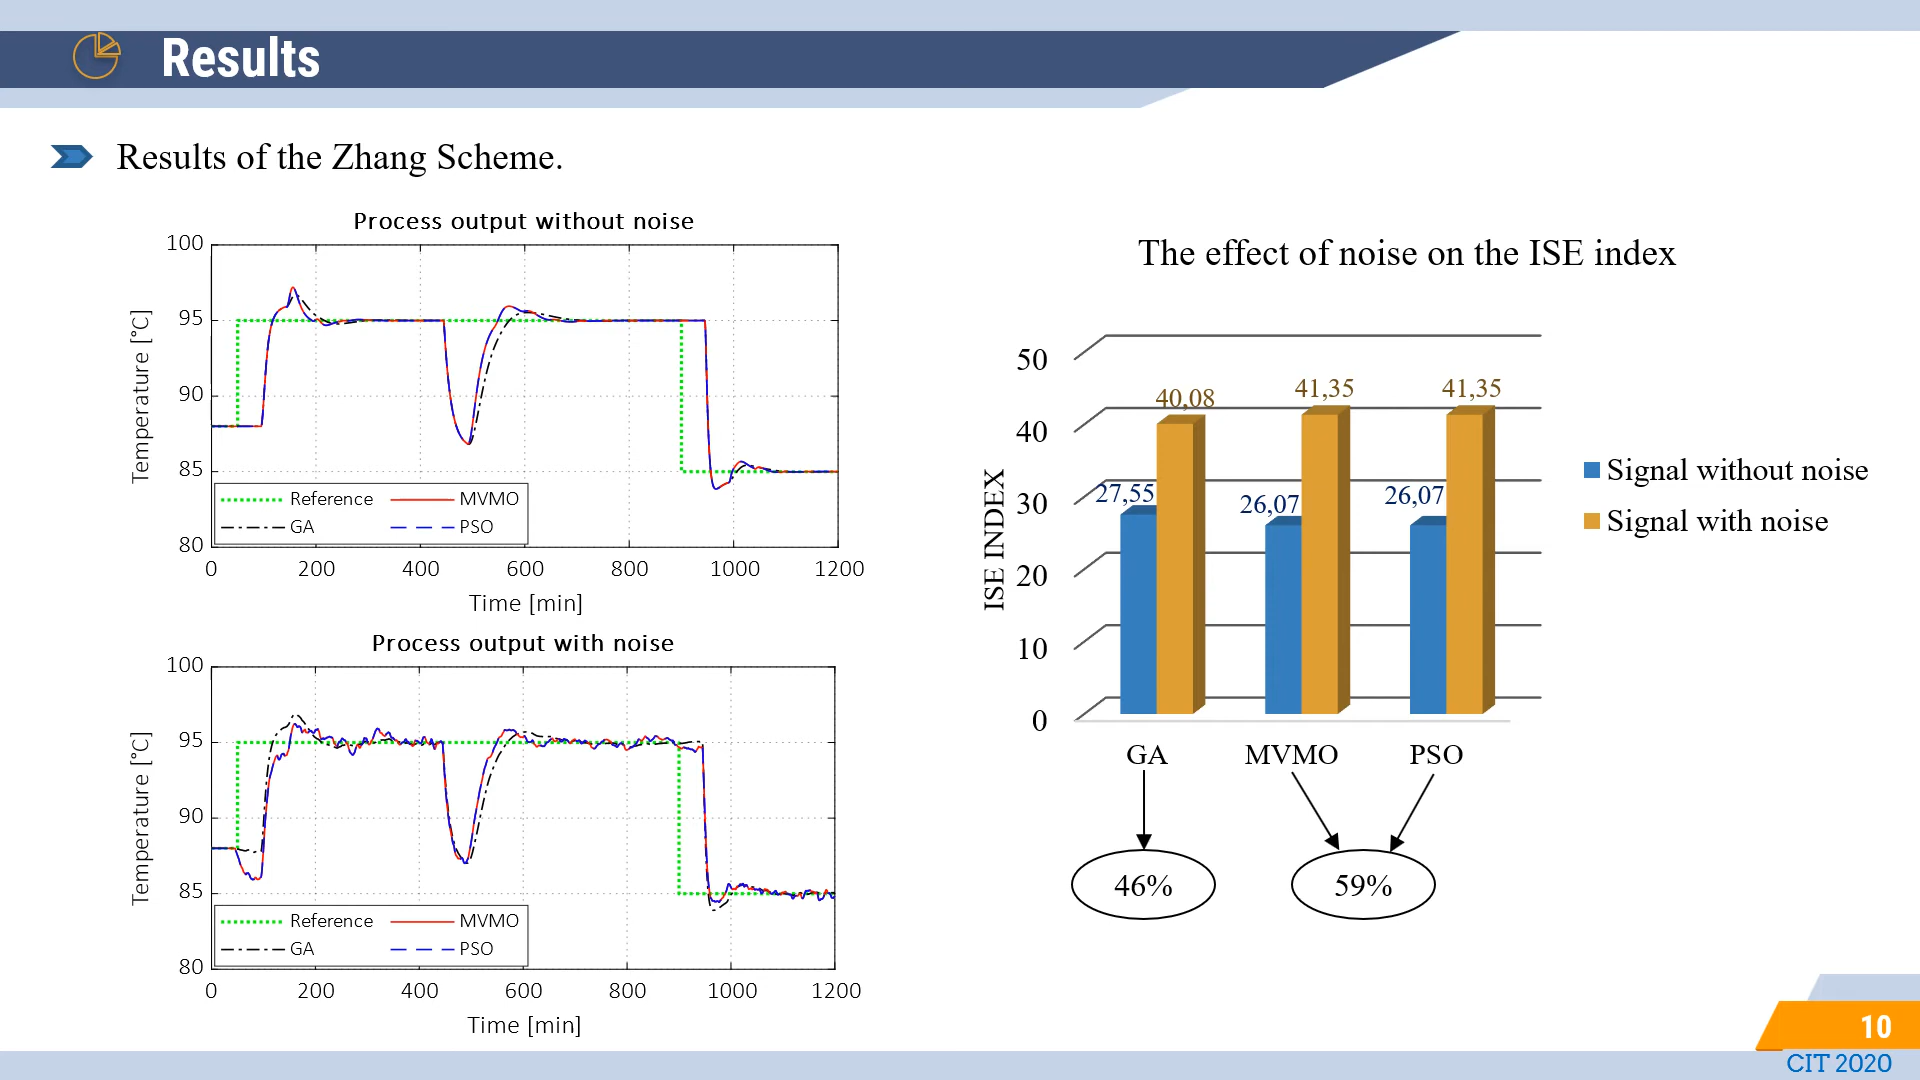 Results
Results of the Zhang Scheme.
Process output without noise
100
95
90
85
80
Temperature [°C]
Reference
MVMO
GA
PSO
0 200 400 600 800 1000 1200
Time [min]
Process output with noise
100
95
90
85
80
Temperature [°C]
Reference
MVMO
GA
PSO
0 200 400 600 800 1000 1200
Time [min]
The effect of noise on the ISE index
50
40
30
20
10
0
ISE INDEX
27,55
40,08
26,07
41,35
26,07
41,35
GA MVMO PSO
46%
59%
Signal without noise
Signal with noise
10
CIT 2020